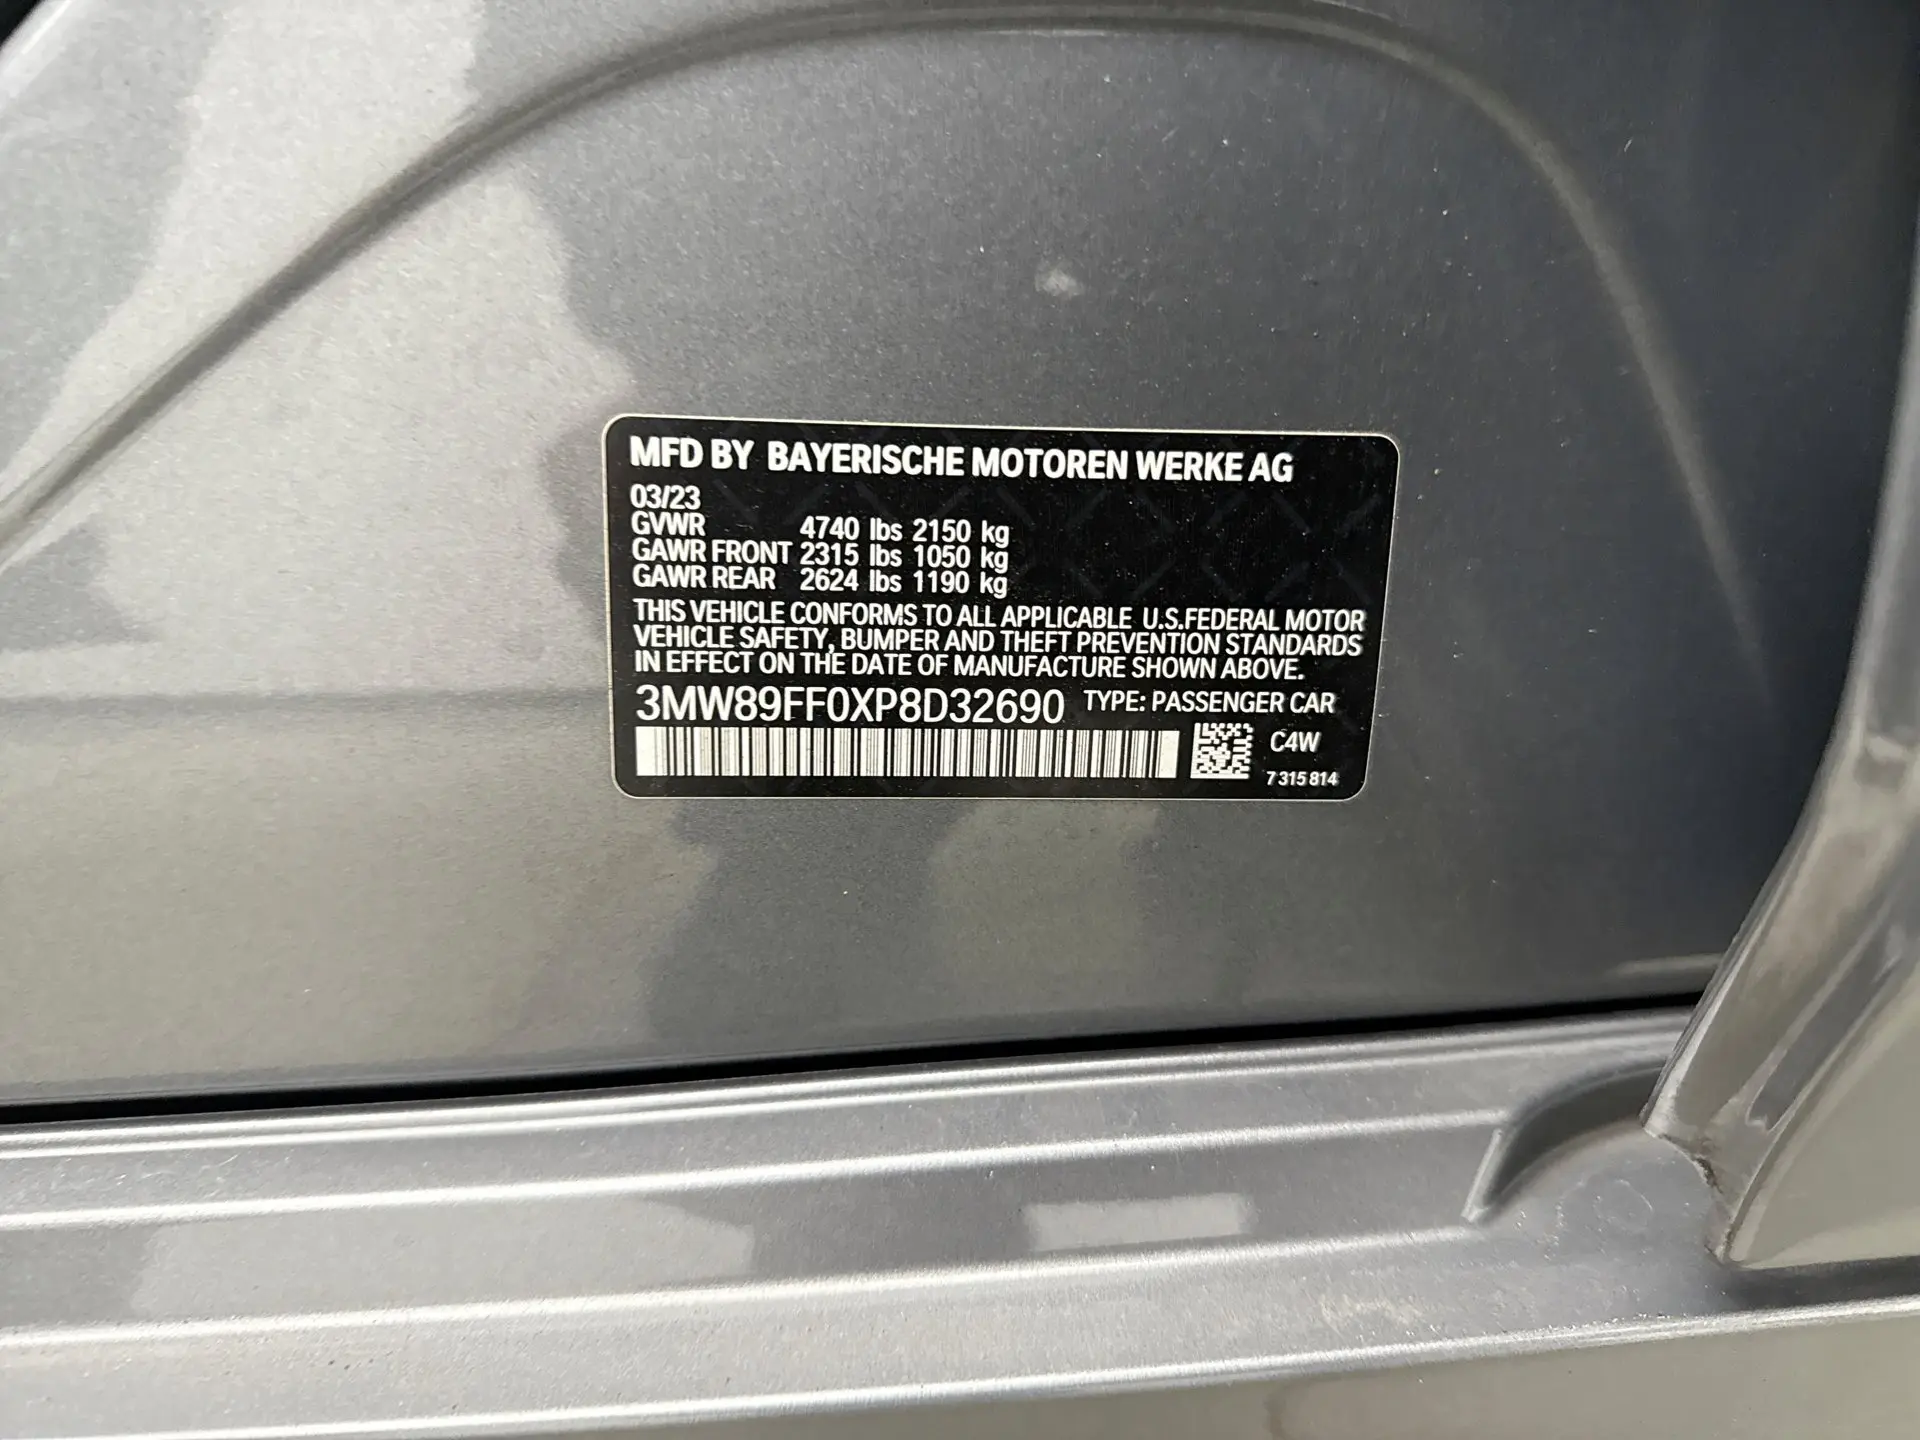 MFD BY BAYERISCHE MOTOREN WERKE AG
03/23
GVWR 4740 lbs 2150 kg
GAWR FRONT 2315 lbs 1050 kg
GAWR REAR 2624 lbs 1190 kg
THIS VEHICLE CONFORMS TO ALL APPLICABLE U.S.FEDERAL MOTOR
VEHICLE SAFETY, BUMPER AND THEFT PREVENTION STANDARDS
IN EFFECT ON THE DATE OF MANUFACTURE SHOWN ABOVE.
3MW89FF0XP8D32690 TYPE: PASSENGER CAR
C4W
7 315 814